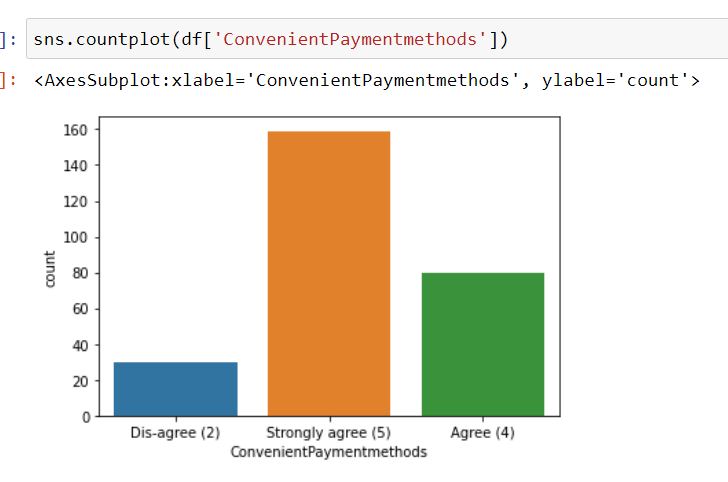 ]: sns.countplot(df['ConvenientPaymentmethods'])
]: <AxesSubplot:xlabel='ConvenientPaymentmethods', ylabel='count'>
160
140
120
100
80
60
40
20
0
count
Dis-agree (2) Strongly agree (5) Agree (4)
ConvenientPaymentmethods